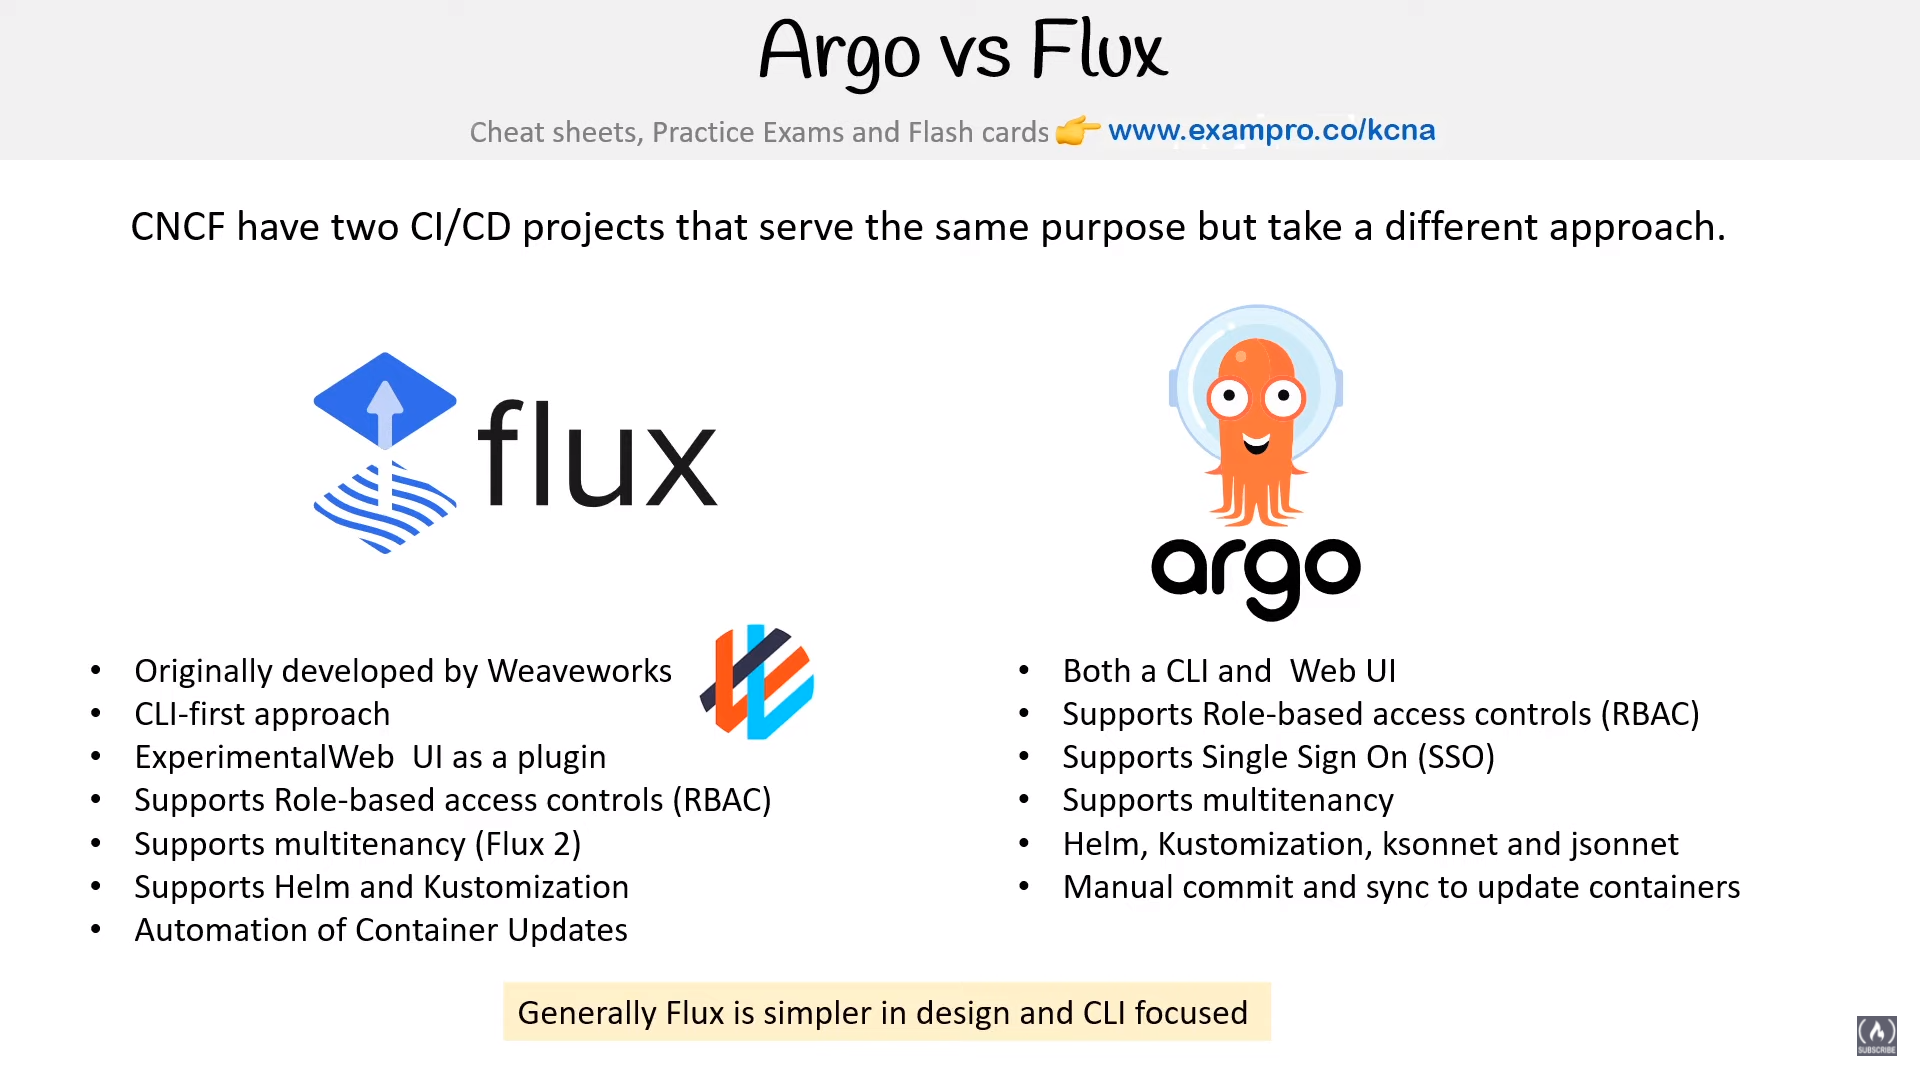 Argo vs Flux
Cheat sheets, Practice Exams and Flash cards 👉 www.exampro.co/kcna
CNCF have two CI/CD projects that serve the same purpose but take a different approach.
flux
argo
• Originally developed by Weaveworks
• CLI-first approach
• ExperimentalWeb  UI as a plugin
• Supports Role-based access controls (RBAC)
• Supports multitenancy (Flux 2)
• Supports Helm and Kustomization
• Automation of Container Updates
• Both a CLI and  Web UI
• Supports Role-based access controls (RBAC)
• Supports Single Sign On (SSO)
• Supports multitenancy
• Helm, Kustomization, ksonnet and jsonnet
• Manual commit and sync to update containers
Generally Flux is simpler in design and CLI focused
SUBSCRIBE